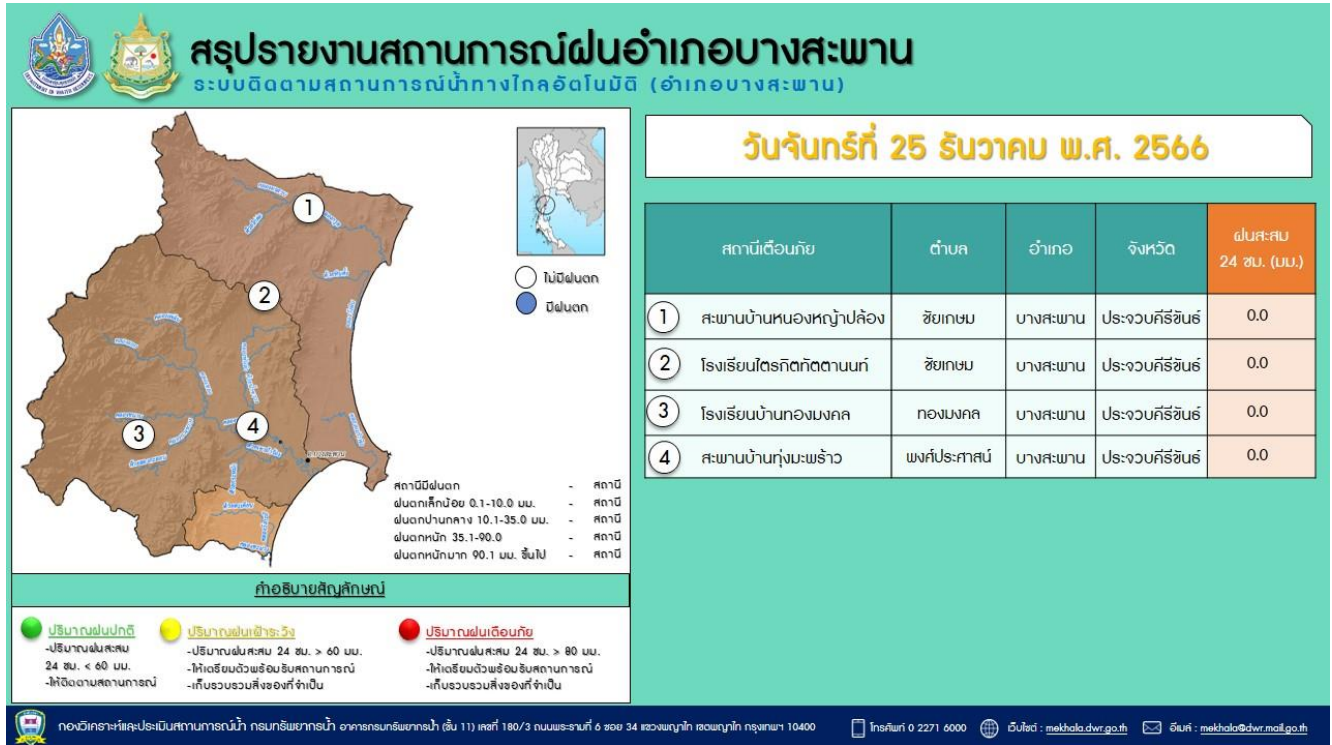 สรุปรายงานสถานการณ์ฝนอำเภอบางสะพาน
ระบบติดตามสถานการณ์น้ำทางไกลอัตโนมัติ (อำเภอบางสะพาน)
วันจันทร์ที่ 25 ธันวาคม พ.ศ. 2566
1
2
3
4
ไม่มีฝนตก
มีฝนตก
สถานีมีฝนตก - สถานี
ฝนตกเล็กน้อย 0.1-10.0 มม. - สถานี
ฝนตกปานกลาง 10.1-35.0 มม. - สถานี
ฝนตกหนัก 35.1-90.0 - สถานี
ฝนตกหนักมาก 90.1 มม. ขึ้นไป - สถานี
สถานีเตือนภัย ตำบล อำเภอ จังหวัด ฝนสะสม 24 ชม. (มม.)
1 สะพานบ้านหนองหญ้าปล้อง ชัยเกษม บางสะพาน ประจวบคีรีขันธ์ 0.0
2 โรงเรียนไตรกิตทัตตานนท์ ชัยเกษม บางสะพาน ประจวบคีรีขันธ์ 0.0
3 โรงเรียนบ้านทองมงคล ทองมงคล บางสะพาน ประจวบคีรีขันธ์ 0.0
4 สะพานบ้านทุ่งมะพร้าว พงศ์ประศาสน์ บางสะพาน ประจวบคีรีขันธ์ 0.0
คำอธิบายสัญลักษณ์
ปริมาณฝนปกติ
-ปริมาณฝนสะสม
24 ชม. < 60 มม.
-ให้ติดตามสถานการณ์
ปริมาณฝนเฝ้าระวัง
-ปริมาณฝนสะสม 24 ชม. > 60 มม.
-ให้เตรียมตัวพร้อมรับสถานการณ์
-เก็บรวบรวมสิ่งของที่จำเป็น
ปริมาณฝนเตือนภัย
-ปริมาณฝนสะสม 24 ชม. > 80 มม.
-ให้เตรียมตัวพร้อมรับสถานการณ์
-เก็บรวบรวมสิ่งของที่จำเป็น
กองวิเคราะห์และประเมินสถานการณ์น้ำ กรมทรัพยากรน้ำ อาคารกรมทรัพยากรน้ำ (ชั้น 11) เลขที่ 180/3 ถนนพระรามที่ 6 ซอย 34 แขวงพญาไท เขตพญาไท กรุงเทพฯ 10400 โทรศัพท์ 0 2271 6000 เว็บไซต์ : mekhala.dwr.go.th อีเมล์ : mekhala@dwr.mail.go.th